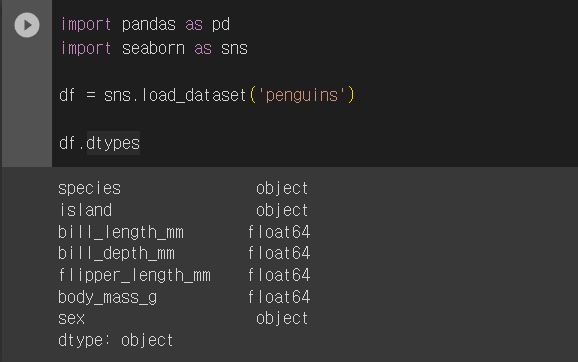 import pandas as pd
import seaborn as sns
df = sns.load_dataset('penguins')
df.dtypes
species object
island object
bill_length_mm float64
bill_depth_mm float64
flipper_length_mm float64
body_mass_g float64
sex object
dtype: object